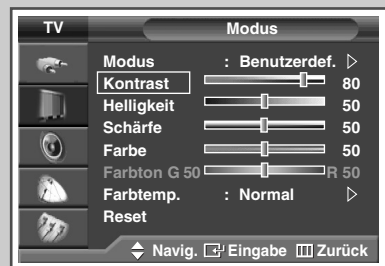 TV Modus
Modus : Benutzerdef.
Kontrast 80
Helligkeit 50
Schärfe 50
Farbe 50
Farbton G 50 R 50
Farbtemp. : Normal
Reset
Navig. Eingabe Zurück